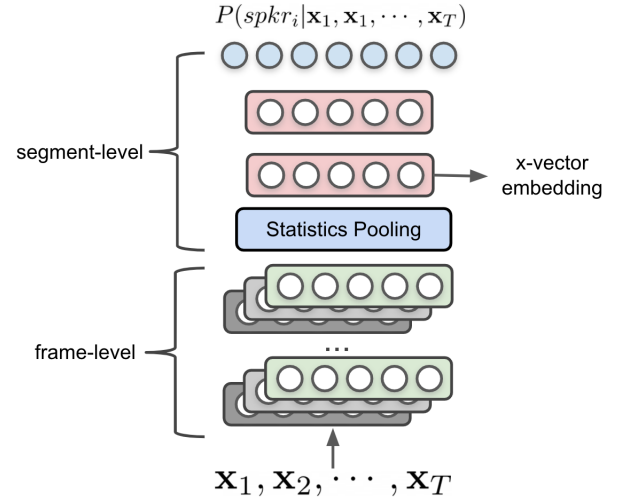 P(spkr_i|x_1, x_1, ⋯ , x_T)
segment-level
x-vector
embedding
Statistics Pooling
frame-level
...
x_1, x_2, ⋯ , x_T